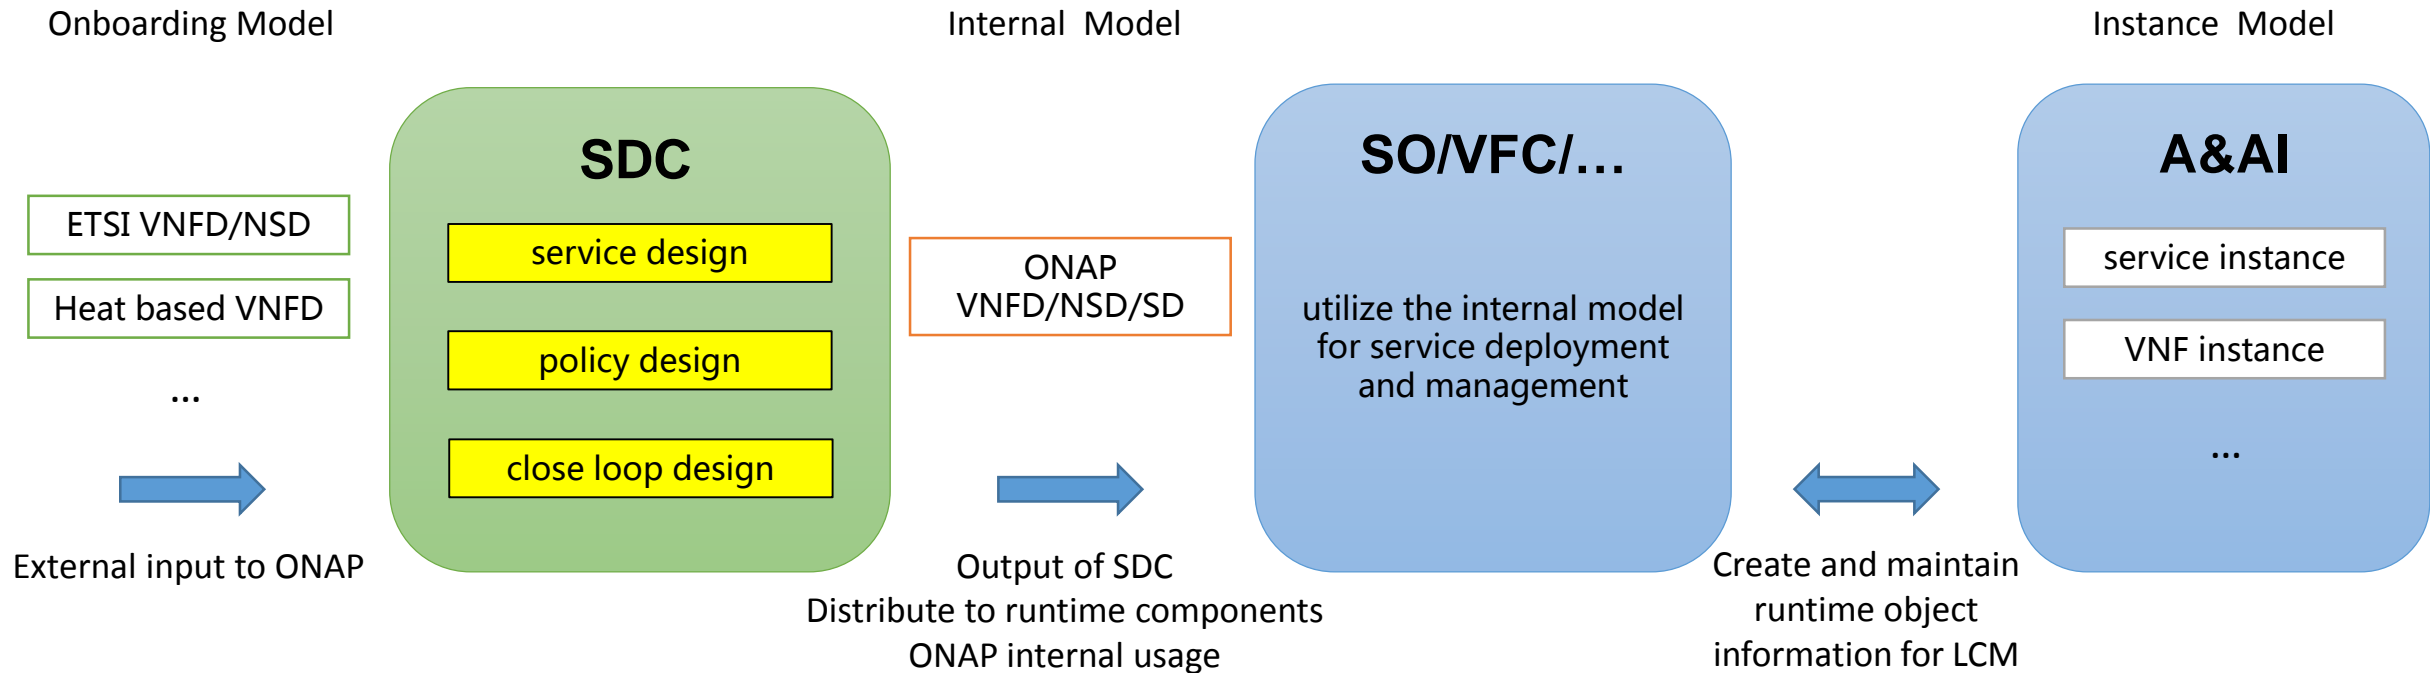 Onboarding Model
Internal  Model
Instance  Model
ETSI VNFD/NSD
Heat based VNFD
...
External input to ONAP
SDC
service design
policy design
close loop design
ONAP
VNFD/NSD/SD
Output of SDC
Distribute to runtime components
ONAP internal usage
SO/VFC/...
utilize the internal model
for service deployment
and management
Create and maintain
runtime object
information for LCM
A&AI
service instance
VNF instance
...